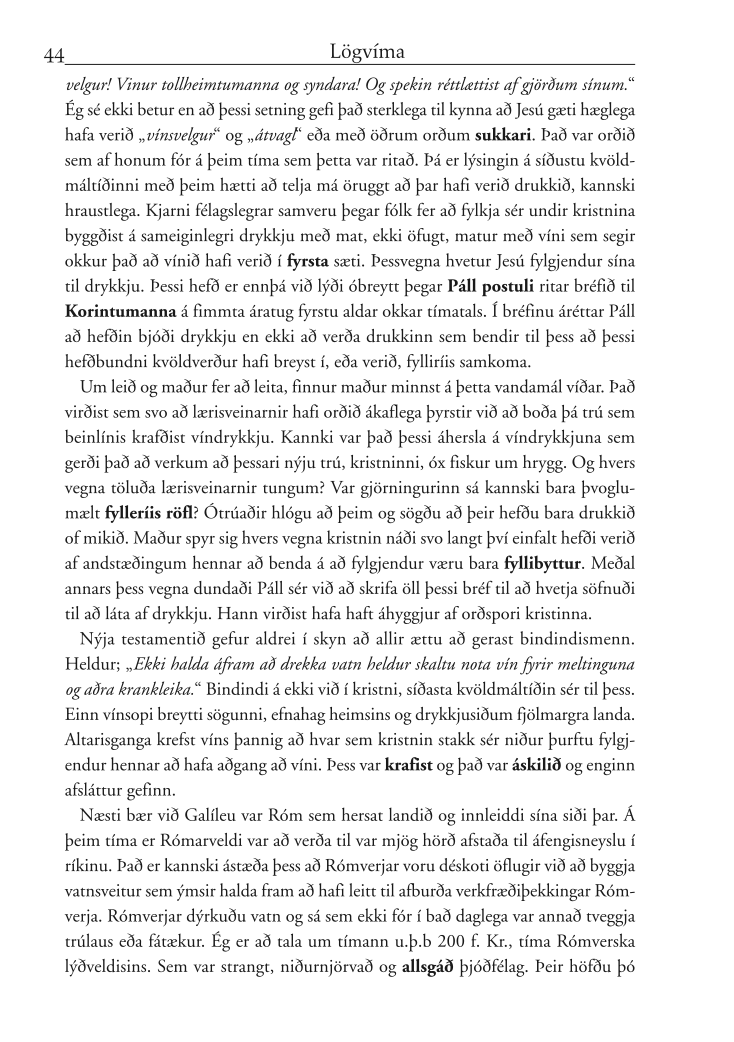 44 Lögvíma
velgur! Vinur tollheimtumanna og syndara! Og spekin réttlættist af gjörðum sínum.“
Ég sé ekki betur en að þessi setning gefi það sterklega til kynna að Jesú gæti hæglega
hafa verið „vínsvelgur“ og „átvagl“ eða með öðrum orðum sukkari. Það var orðið
sem af honum fór á þeim tíma sem þetta var ritað. Þá er lýsingin á síðustu kvöld-
máltíðinni með þeim hætti að telja má öruggt að þar hafi verið drukkið, kannski
hraustlega. Kjarni félagslegrar samveru þegar fólk fer að fylkja sér undir kristnina
byggðist á sameiginlegri drykkju með mat, ekki öfugt, matur með víni sem segir
okkur það að vínið hafi verið í fyrsta sæti. Þessvegna hvetur Jesú fylgjendur sína
til drykkju. Þessi hefð er ennþá við lýði óbreytt þegar Páll postuli ritar bréfið til
Korintumanna á fimmta áratug fyrstu aldar okkar tímatals. Í bréfinu áréttar Páll
að hefðin bjóði drykkju en ekki að verða drukkinn sem bendir til þess að þessi
hefðbundni kvöldverður hafi breyst í, eða verið, fylliríis samkoma.
Um leið og maður fer að leita, finnur maður minnst á þetta vandamál víðar. Það
virðist sem svo að lærisveinarnir hafi orðið ákaflega þyrstir við að boða þá trú sem
beinlínis krafðist víndrykkju. Kannki var það þessi áhersla á víndrykkjuna sem
gerði það að verkum að þessari nýju trú, kristninni, óx fiskur um hrygg. Og hvers
vegna töluða lærisveinarnir tungum? Var gjörningurinn sá kannski bara þvoglu-
mælt fylleríis röfl? Ótrúaðir hlógu að þeim og sögðu að þeir hefðu bara drukkið
of mikið. Maður spyr sig hvers vegna kristnin náði svo langt því einfalt hefði verið
af andstæðingum hennar að benda á að fylgjendur væru bara fyllibyttur. Meðal
annars þess vegna dundaði Páll sér við að skrifa öll þessi bréf til að hvetja söfnuði
til að láta af drykkju. Hann virðist hafa haft áhyggjur af orðspori kristinna.
Nýja testamentið gefur aldrei í skyn að allir ættu að gerast bindindismenn.
Heldur; „Ekki halda áfram að drekka vatn heldur skaltu nota vín fyrir meltinguna
og aðra krankleika.“ Bindindi á ekki við í kristni, síðasta kvöldmáltíðin sér til þess.
Einn vínsopi breytti sögunni, efnahag heimsins og drykkjusiðum fjölmargra landa.
Altarisganga krefst víns þannig að hvar sem kristnin stakk sér niður þurftu fylgj-
endur hennar að hafa aðgang að víni. Þess var krafist og það var áskilið og enginn
afsláttur gefinn.
Næsti bær við Galíleu var Róm sem hersat landið og innleiddi sína siði þar. Á
þeim tíma er Rómarveldi var að verða til var mjög hörð afstaða til áfengisneyslu í
ríkinu. Það er kannski ástæða þess að Rómverjar voru déskoti öflugir við að byggja
vatnsveitur sem ýmsir halda fram að hafi leitt til afburða verkfræðiþekkingar Róm-
verja. Rómverjar dýrkuðu vatn og sá sem ekki fór í bað daglega var annað tveggja
trúlaus eða fátækur. Ég er að tala um tímann u.þ.b 200 f. Kr., tíma Rómverska
lýðveldisins. Sem var strangt, niðurnjörvað og allsgáð þjóðfélag. Þeir höfðu þó